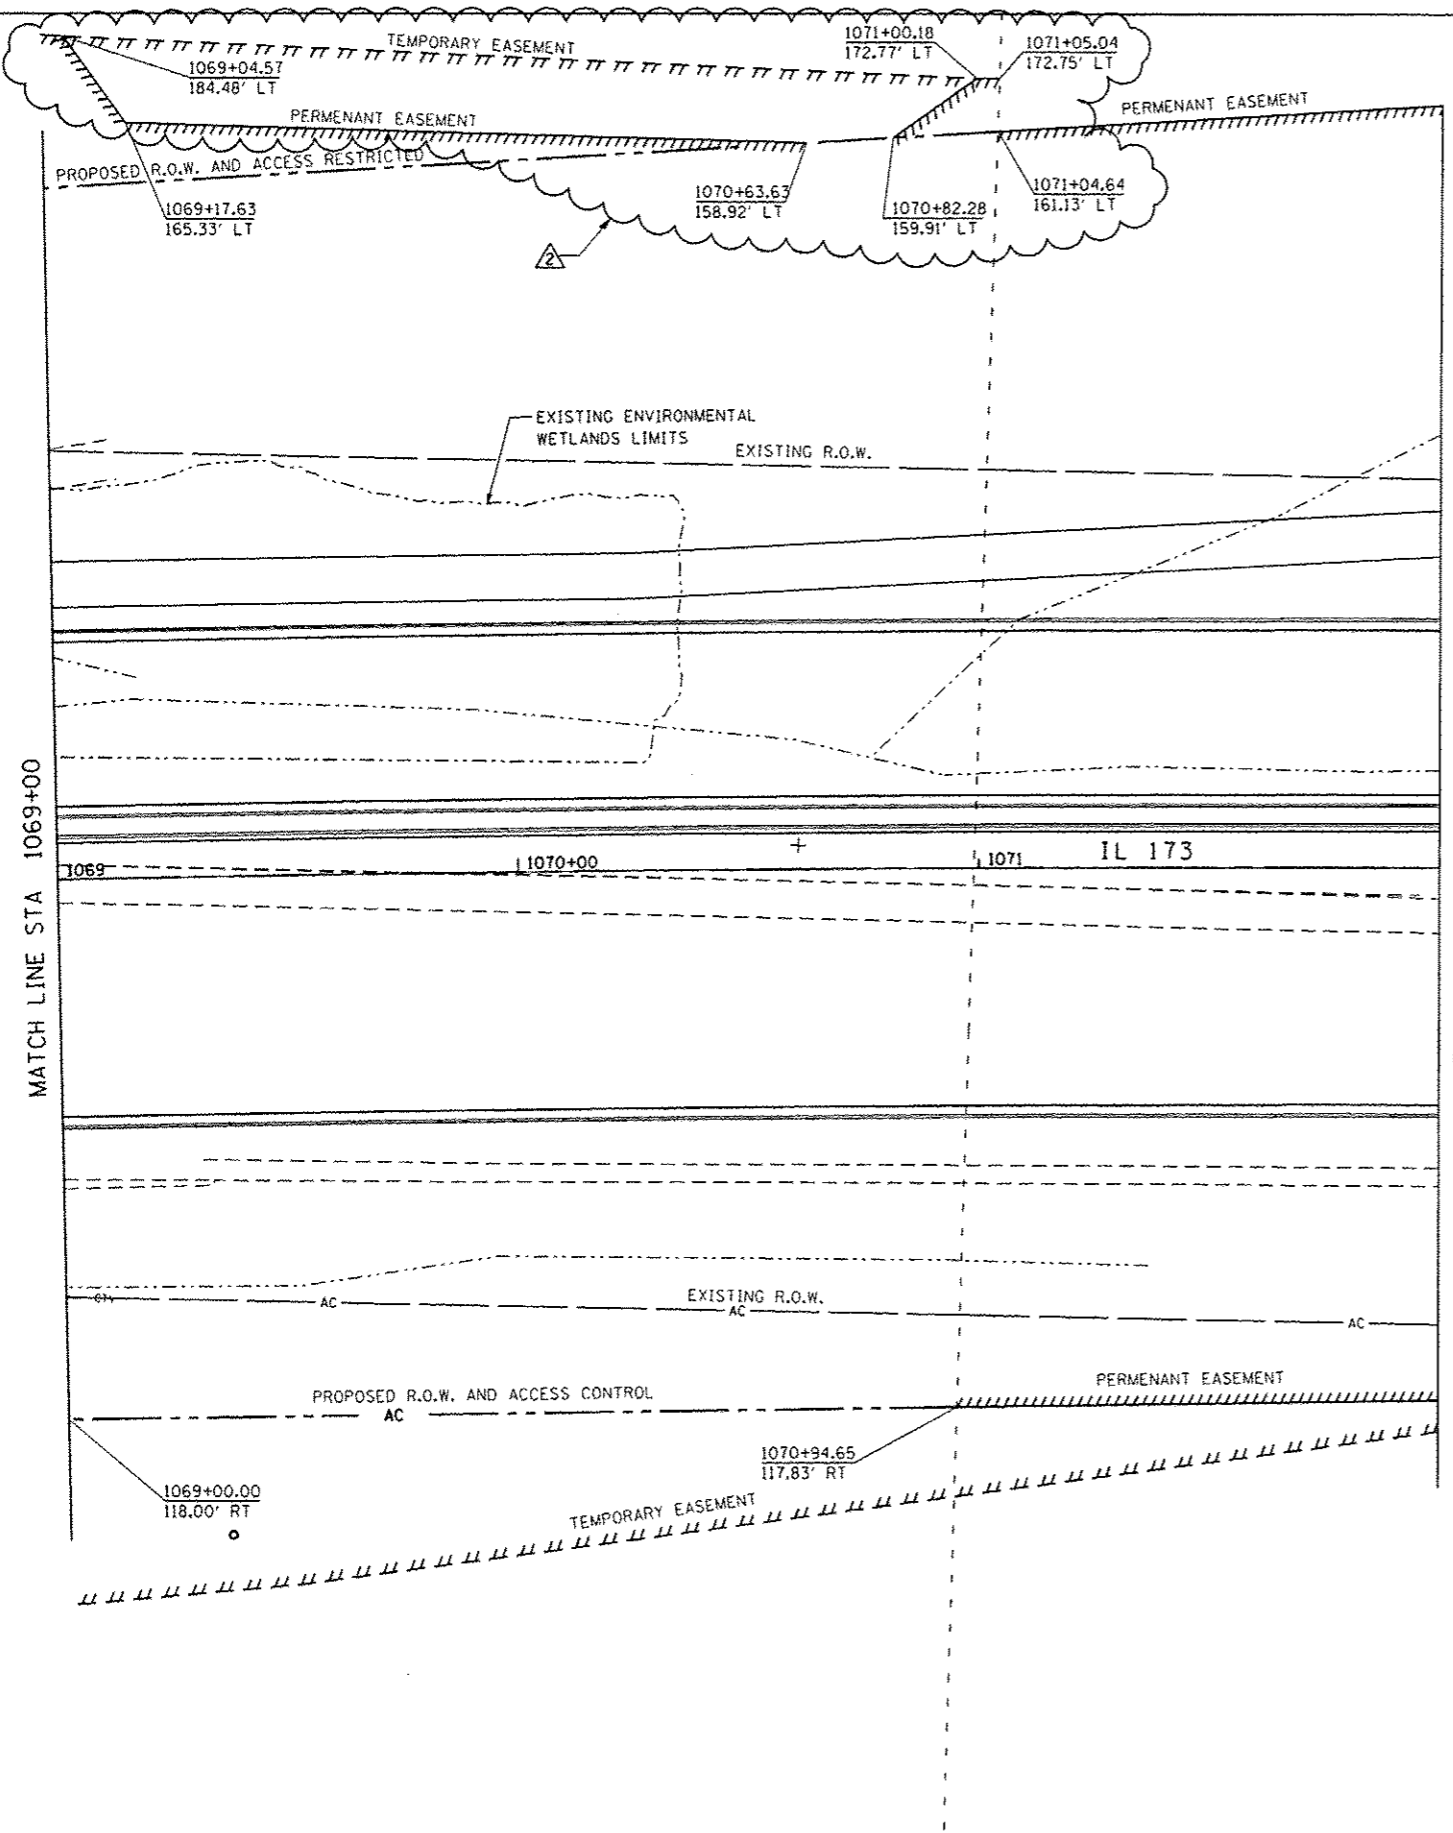 TEMPORARY EASEMENT
1069+04.57
184.48' LT
1071+00.18
172.77' LT
1071+05.04
172.75' LT
PERMENANT EASEMENT
PERMENANT EASEMENT
PROPOSED R.O.W. AND ACCESS RESTRICTED
1069+17.63
165.33' LT
1070+63.63
158.92' LT
1070+82.28
159.91' LT
1071+04.64
161.13' LT
2
EXISTING ENVIRONMENTAL
WETLANDS LIMITS
EXISTING R.O.W.
MATCH LINE STA 1069+00
1069
1070+00
1071
IL 173
EXISTING R.O.W.
AC
AC
AC
PROPOSED R.O.W. AND ACCESS CONTROL
AC
PERMENANT EASEMENT
1070+94.65
117.83' RT
1069+00.00
118.00' RT
TEMPORARY EASEMENT